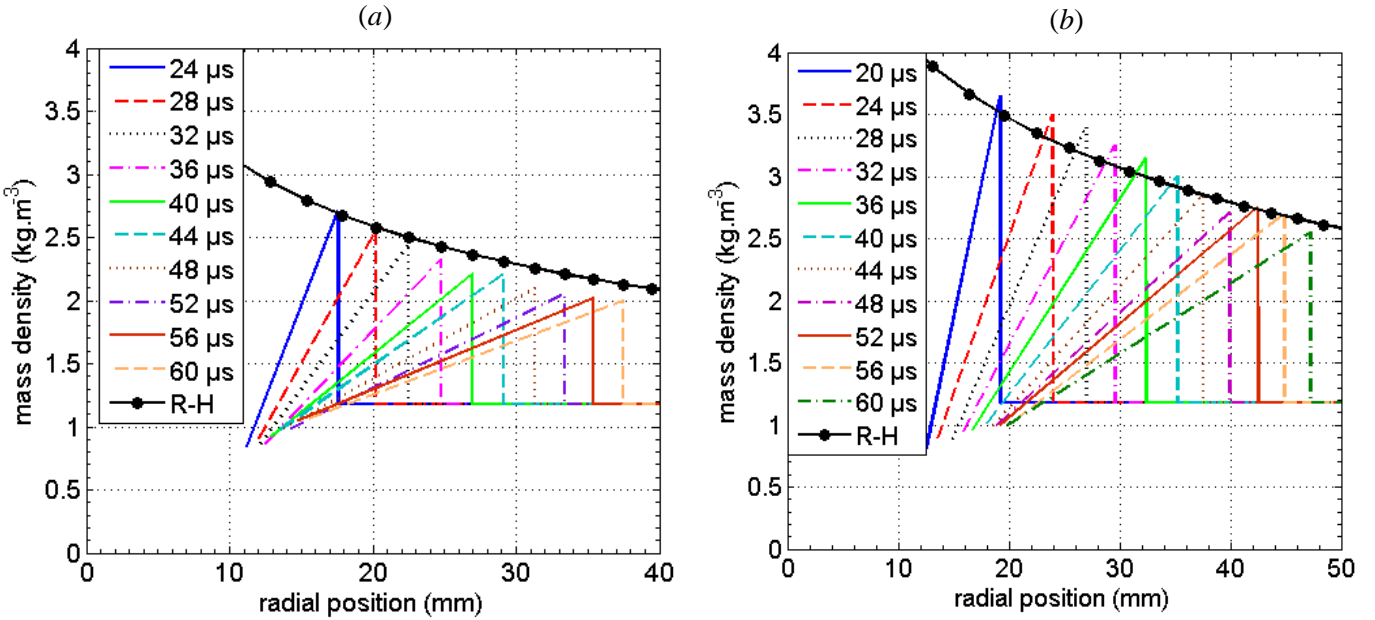 (a)
4
3.5
3
2.5
2
1.5
1
0.5
0
0
10
20
30
40
mass density (kg.m-3)
radial position (mm)
24 μs
28 μs
32 μs
36 μs
40 μs
44 μs
48 μs
52 μs
56 μs
60 μs
R-H
(b)
4
3.5
3
2.5
2
1.5
1
0.5
0
0
10
20
30
40
50
mass density (kg.m-3)
radial position (mm)
20 μs
24 μs
28 μs
32 μs
36 μs
40 μs
44 μs
48 μs
52 μs
56 μs
60 μs
R-H